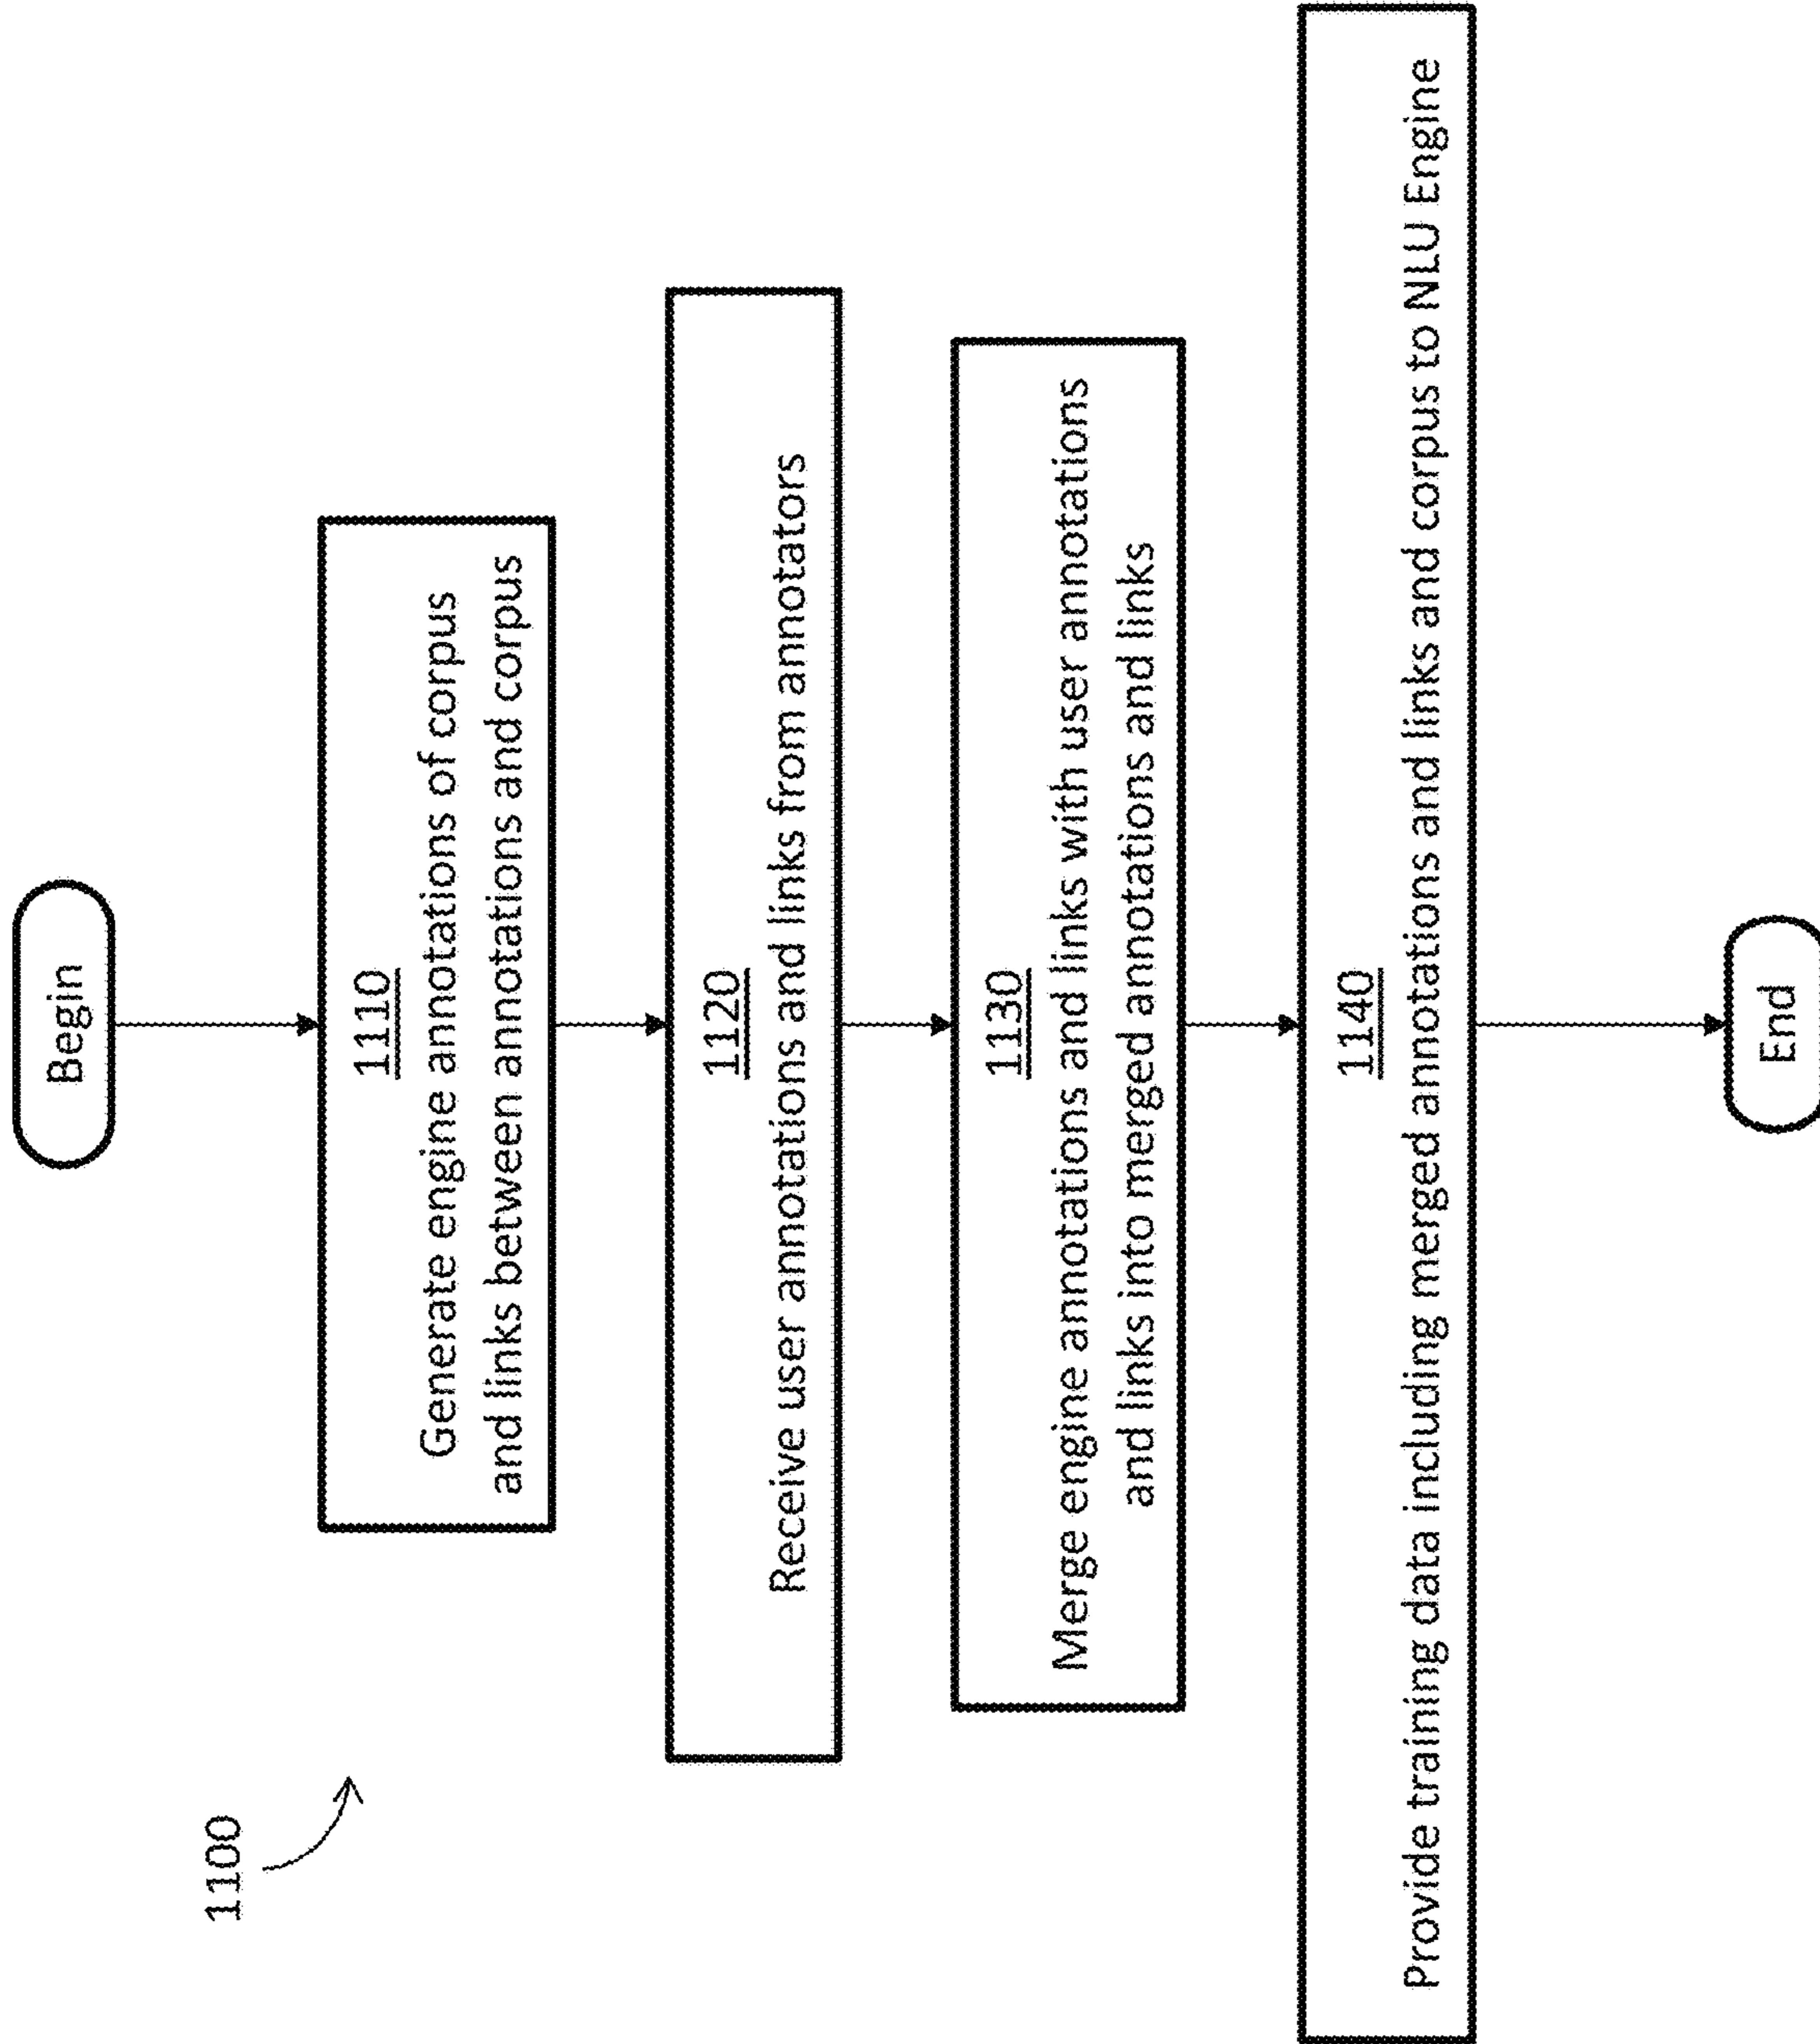 1100
Begin
1110
Generate engine annotations of corpus
and links between annotations and corpus
1120
Receive user annotations and links from annotators
1130
Merge engine annotations and links with user annotations
and links into merged annotations and links
1140
Provide training data including merged annotations and links and corpus to NLU Engine
End